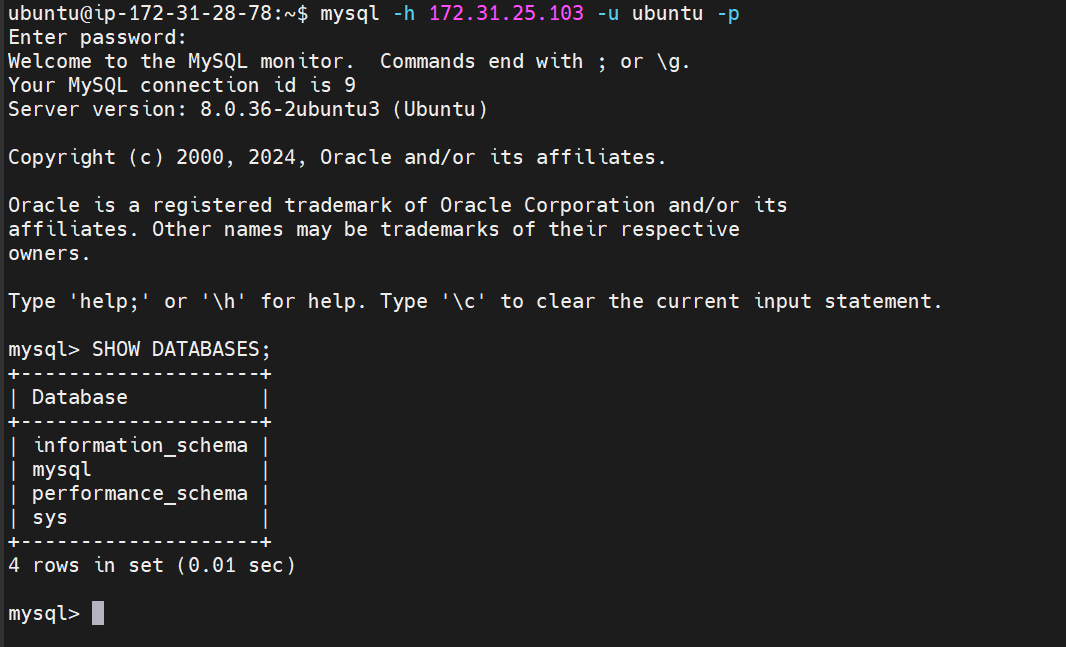 ubuntu@ip-172-31-28-78:~$ mysql -h 172.31.25.103 -u ubuntu -p
Enter password:
Welcome to the MySQL monitor.  Commands end with ; or \g.
Your MySQL connection id is 9
Server version: 8.0.36-2ubuntu3 (Ubuntu)

Copyright (c) 2000, 2024, Oracle and/or its affiliates.

Oracle is a registered trademark of Oracle Corporation and/or its
affiliates. Other names may be trademarks of their respective
owners.

Type 'help;' or '\h' for help. Type '\c' to clear the current input statement.

mysql> SHOW DATABASES;
+--------------------+
| Database           |
+--------------------+
| information_schema |
| mysql              |
| performance_schema |
| sys                |
+--------------------+
4 rows in set (0.01 sec)

mysql>